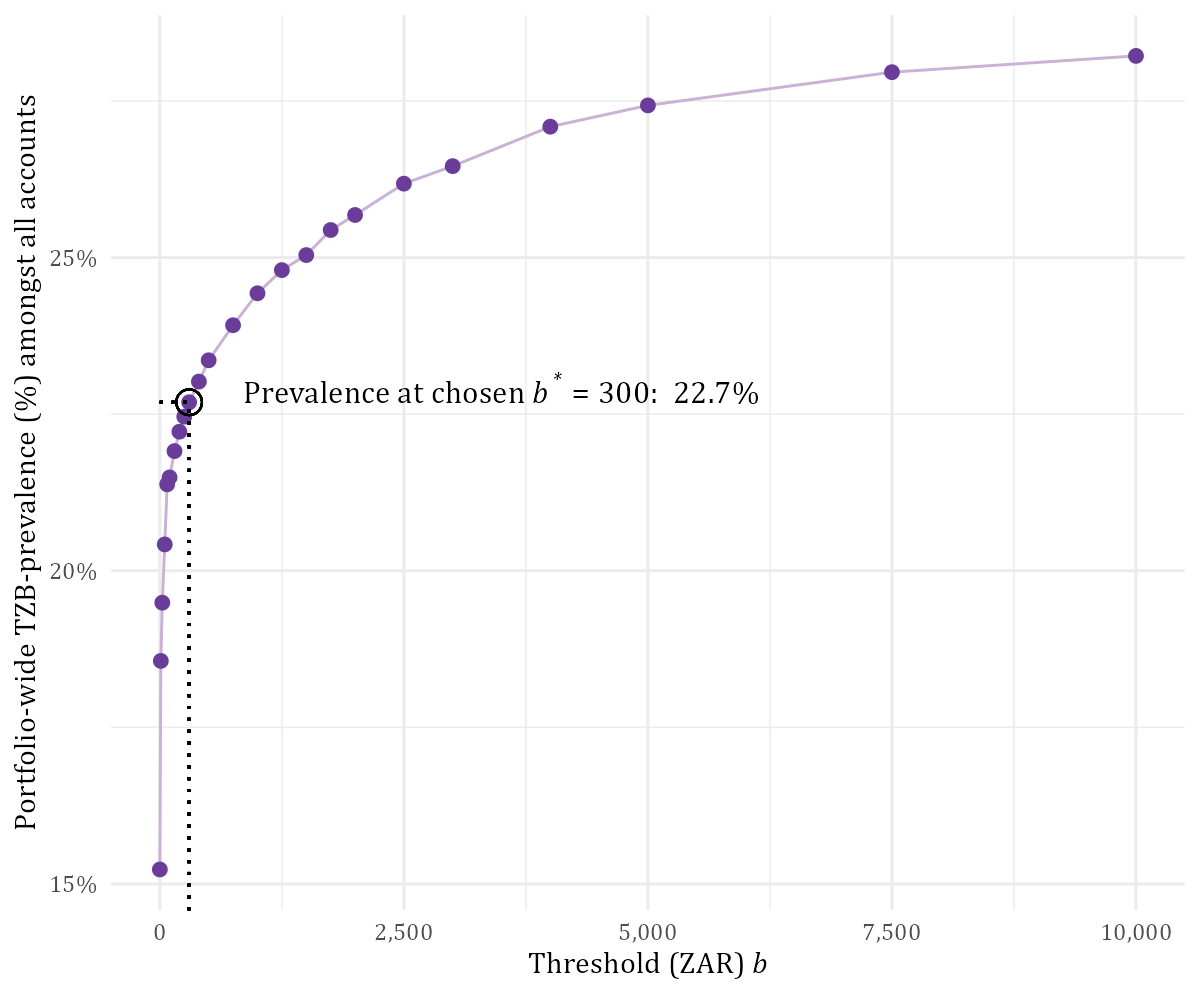 Portfolio-wide TZB-prevalence (%) amongst all accounts
25%
20%
15%
Prevalence at chosen b* = 300: 22.7%
0 2,500 5,000 7,500 10,000
Threshold (ZAR) b